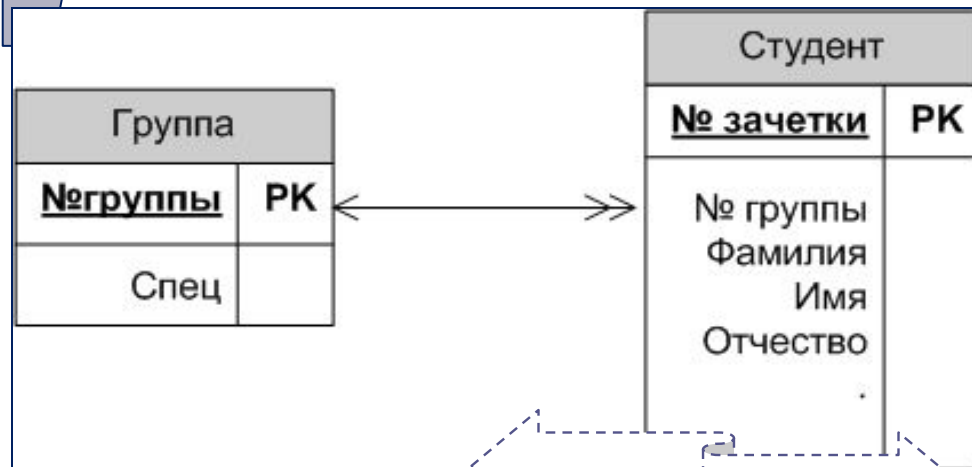 Группа
№группы PK
Спец
Студент
№ зачетки PK
№ группы
Фамилия
Имя
Отчество
.